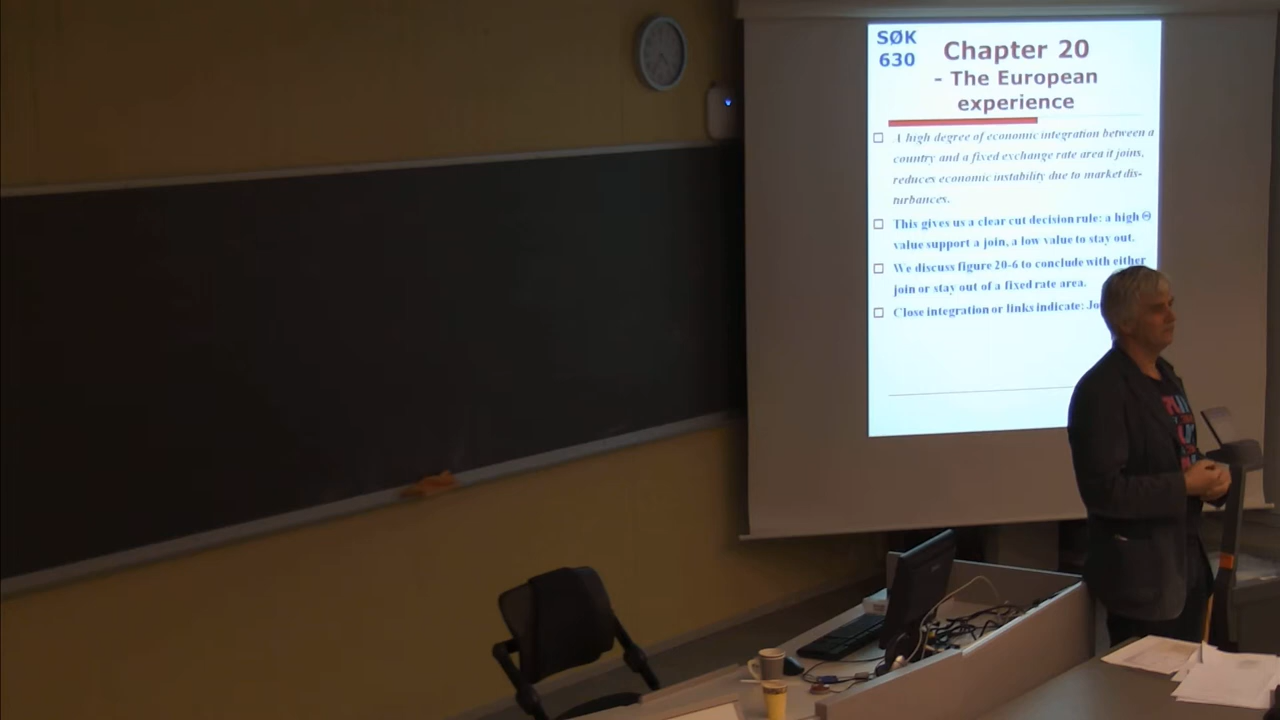 SØK
630
Chapter 20
- The European
experience
A high degree of economic integration between a
country and a fixed exchange rate area it joins,
reduces economic instability due to market dis-
turbances.
This gives us a clear cut decision rule: a high Θ
value support a join, a low value to stay out.
We discuss figure 20-6 to conclude with either
join or stay out of a fixed rate area.
Close integration or links indicate: